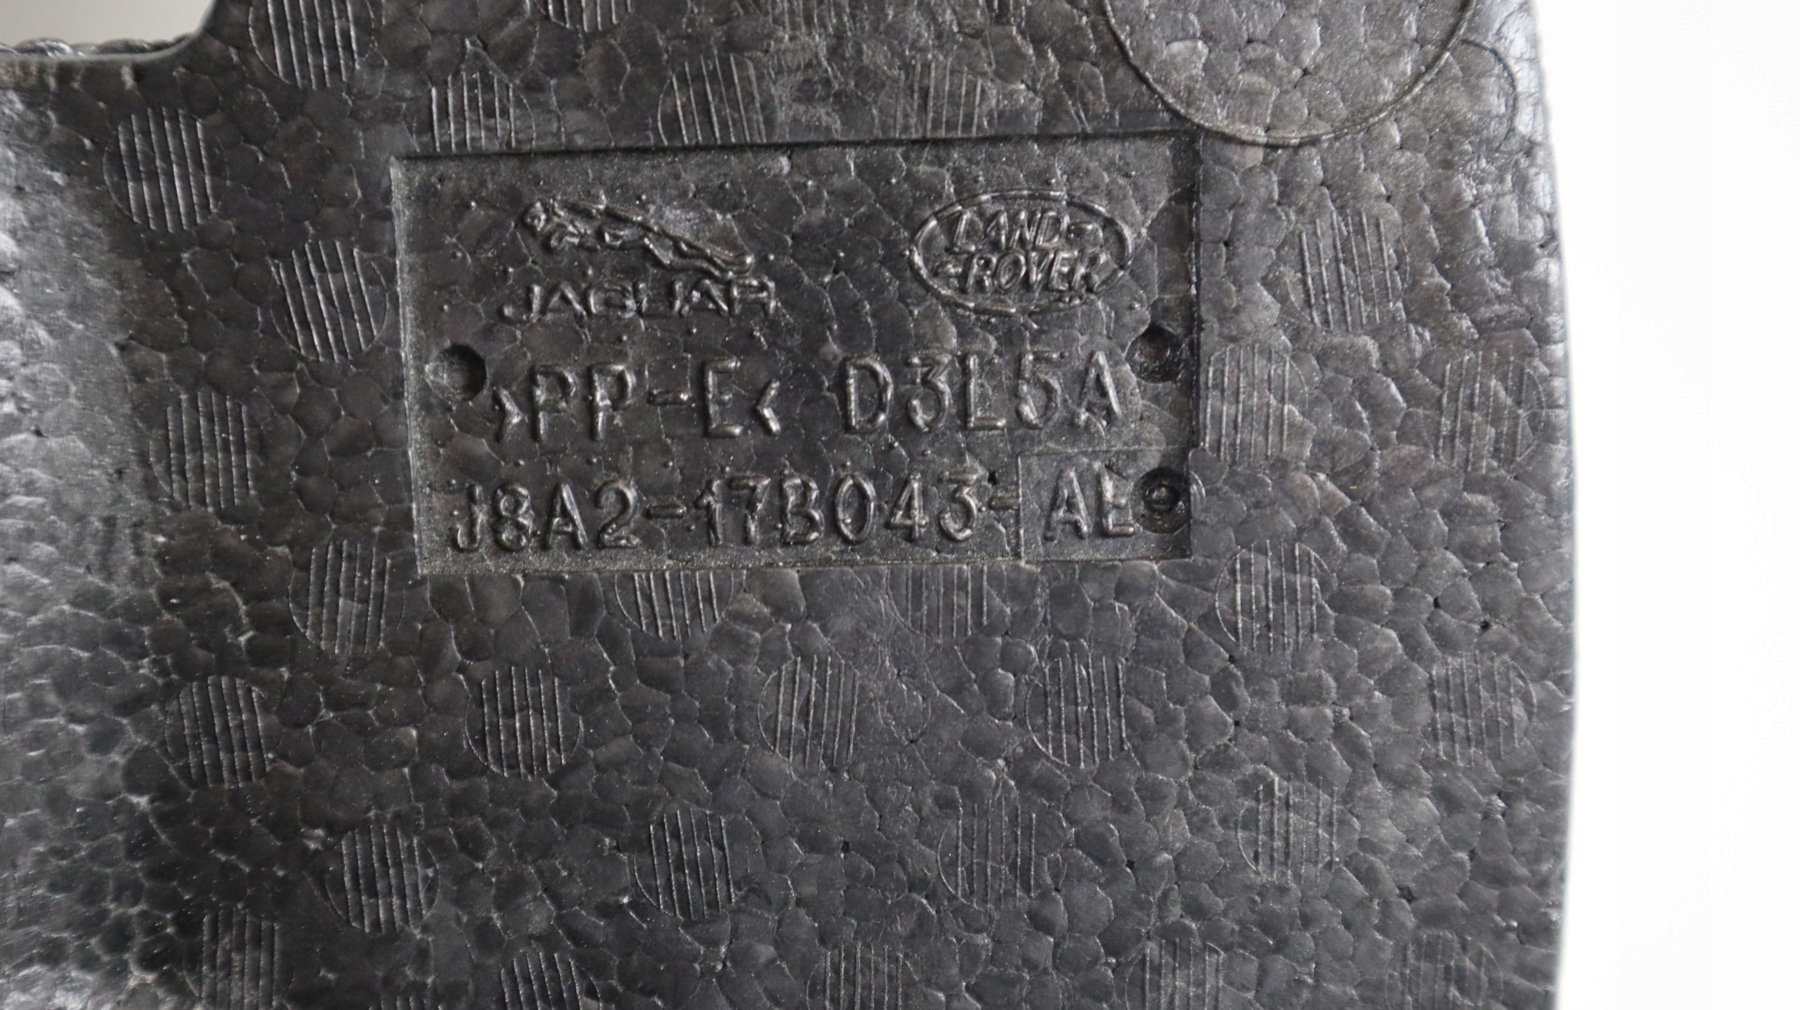 JAGUAR LAND-ROVER
>PP-E< D3L5A
J8A2-17B043-AE